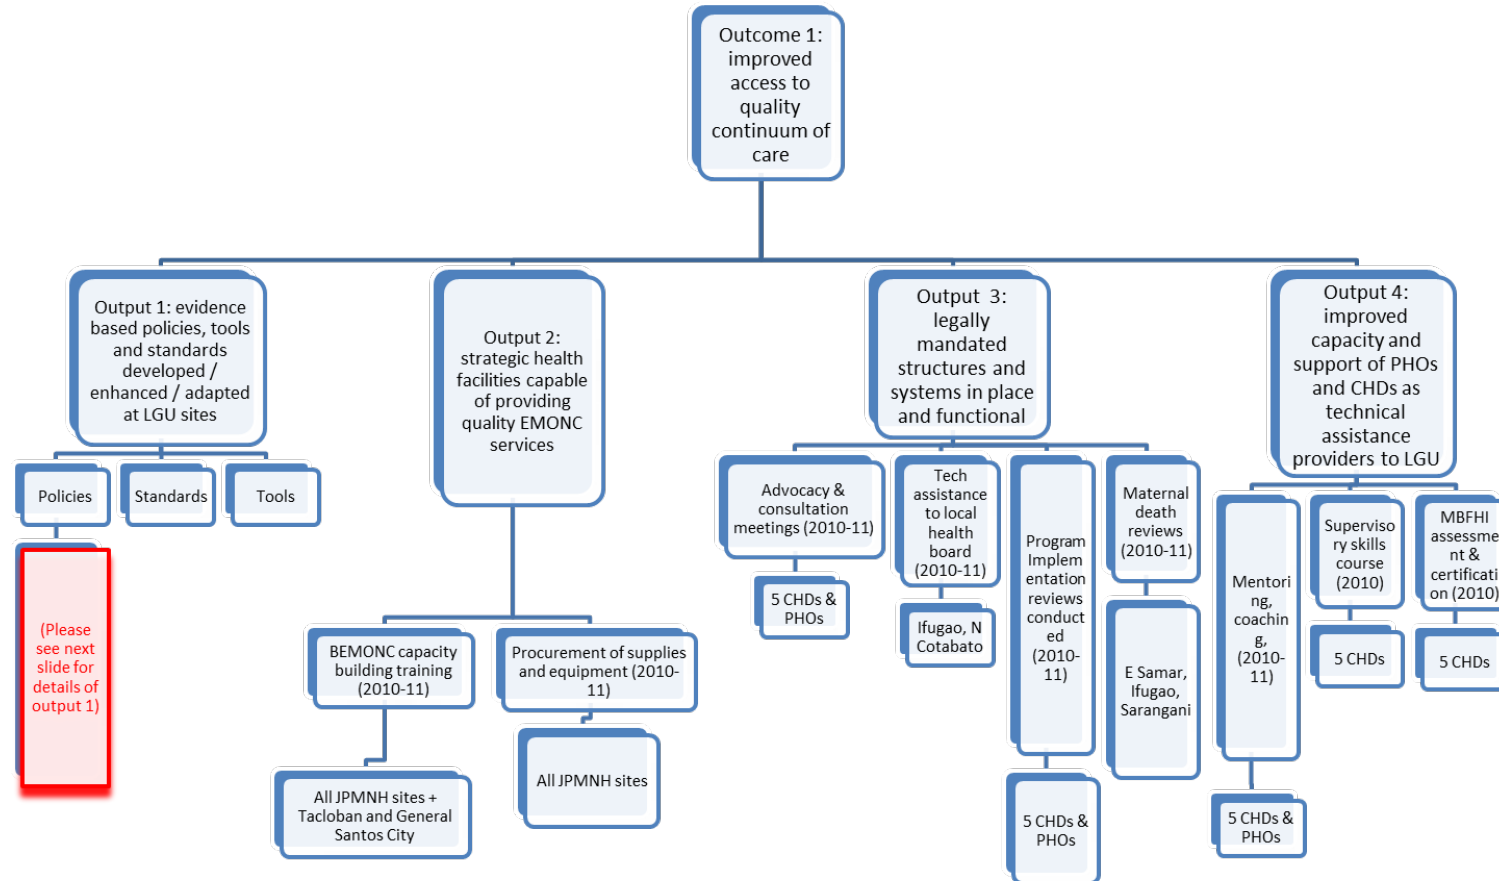 Outcome 1:
improved
access to
quality
continuum of
care
Output 1: evidence
based policies, tools
and standards
developed /
enhanced / adapted
at LGU sites
Policies
Standards
Tools
(Please
see next
slide for
details of
output 1)
Output 2:
strategic health
facilities capable
of providing
quality EMONC
services
BEMONC capacity
building training
(2010-11)
All JPMNH sites +
Tacloban and General
Santos City
Procurement of supplies
and equipment (2010-
11)
All JPMNH sites
Output  3:
legally
mandated
structures and
systems in place
and functional
Advocacy &
consultation
meetings (2010-11)
5 CHDs &
PHOs
Tech
assistance
to local
health
board
(2010-11)
Ifugao, N
Cotabato
Program
Implem
entation
reviews
conduct
ed
(2010-
11)
5 CHDs &
PHOs
Maternal
death
reviews
(2010-11)
E Samar,
Ifugao,
Sarangani
Output 4:
improved
capacity and
support of PHOs
and CHDs as
technical
assistance
providers to LGU
Mentori
ng,
coachin
g, (2010-
11)
5 CHDs &
PHOs
Superviso
ry skills
course
(2010)
5 CHDs
MBFHI
assessme
nt &
certificati
on (2010)
5 CHDs